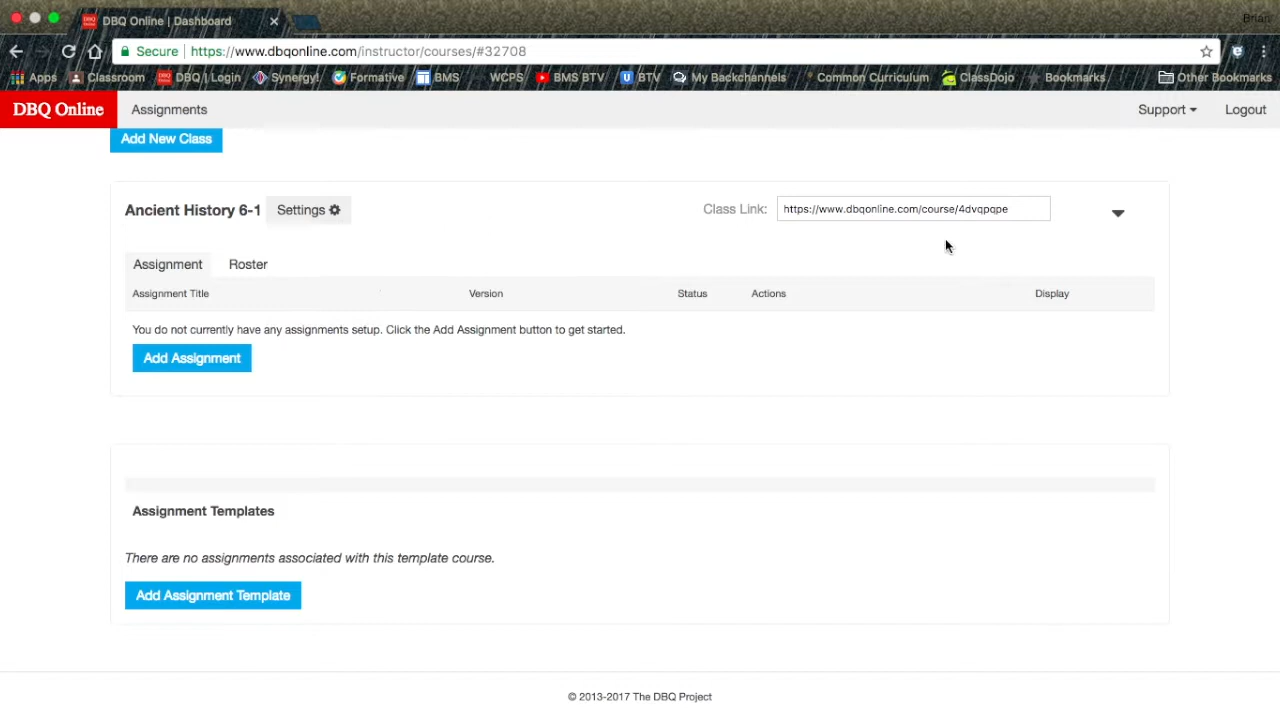 DBQ Online | Dashboard
Brian
Secure https://www.dbqonline.com/instructor/courses/#32708
Apps Classroom DBQ | Login Synergy! Formative BMS WCPS BMS BTV BTV My Backchannels Common Curriculum ClassDojo Bookmarks Other Bookmarks
DBQ Online Assignments Support Logout
Add New Class
Ancient History 6-1 Settings Class Link: https://www.dbqonline.com/course/4dvqpqpe
Assignment Roster
Assignment Title Version Status Actions Display
You do not currently have any assignments setup. Click the Add Assignment button to get started.
Add Assignment
Assignment Templates
There are no assignments associated with this template course.
Add Assignment Template
© 2013-2017 The DBQ Project